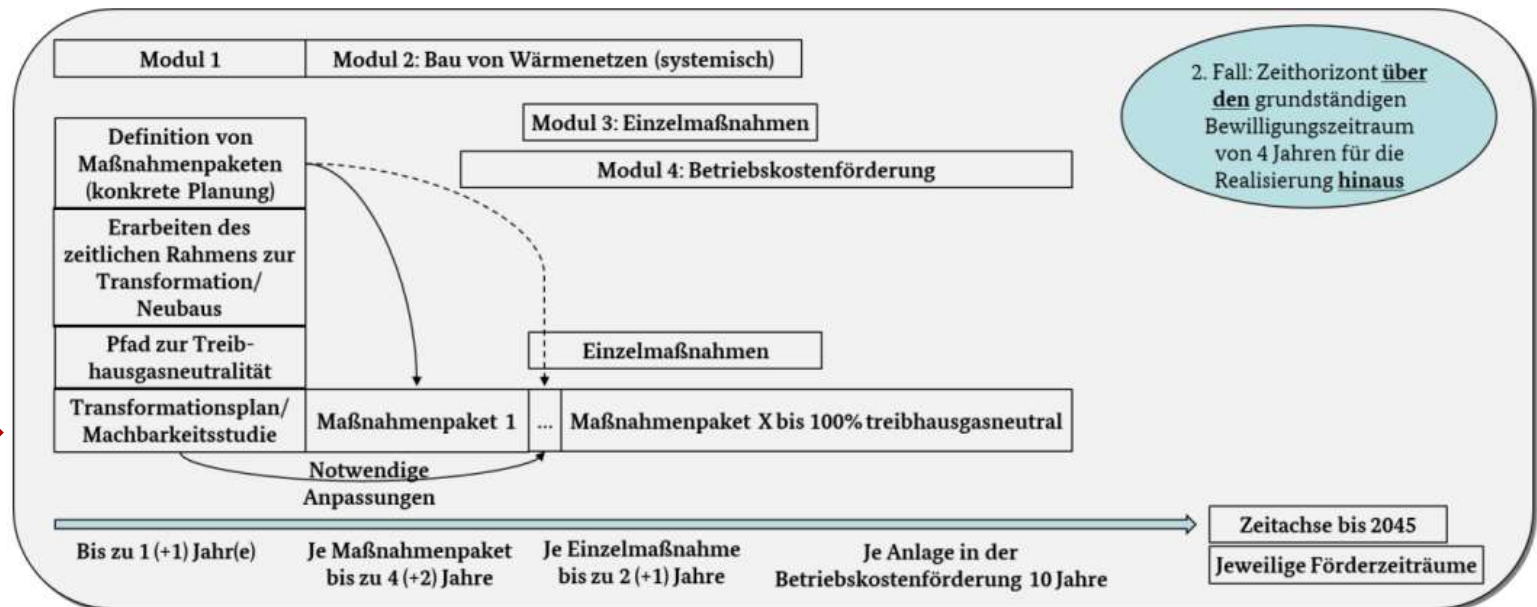 Modul 1
Modul 2: Bau von Wärmenetzen (systemisch)
2. Fall: Zeithorizont über
den grundständigen
Bewilligungszeitraum
von 4 Jahren für die
Realisierung hinaus
Modul 3: Einzelmaßnahmen
Modul 4: Betriebskostenförderung
Definition von
Maßnahmenpaketen
(konkrete Planung)
Erarbeiten des
zeitlichen Rahmens zur
Transformation/
Neubaus
Pfad zur Treib-
hausgasneutralität
Einzelmaßnahmen
Transformationsplan/
Machbarkeitsstudie
Maßnahmenpaket 1
...
Maßnahmenpaket X bis 100% treibhausgasneutral
Notwendige
Anpassungen
Zeitachse bis 2045
Bis zu 1 (+1) Jahr(e)
Je Maßnahmenpaket
bis zu 4 (+2) Jahre
Je Einzelmaßnahme
bis zu 2 (+1) Jahre
Je Anlage in der
Betriebskostenförderung 10 Jahre
Jeweilige Förderzeiträume